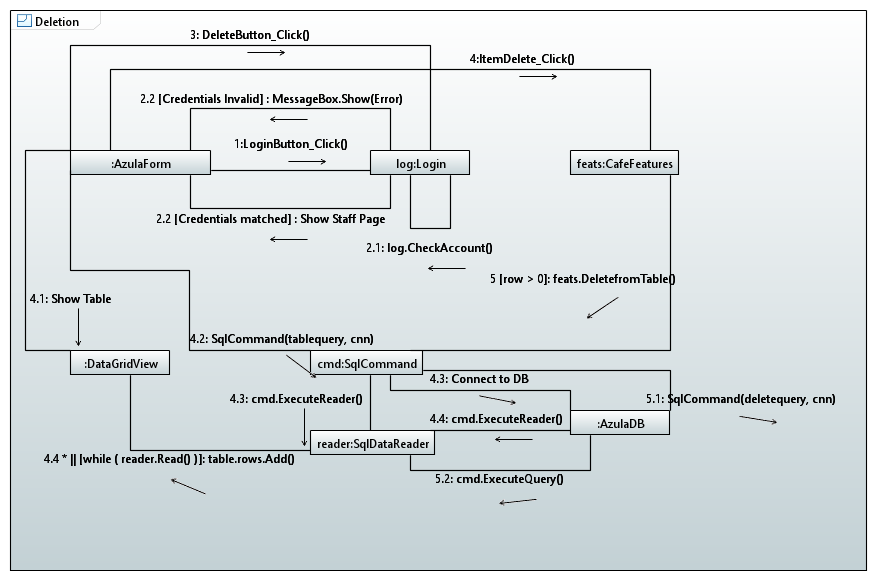 Deletion
3: DeleteButton_Click()
4:ItemDelete_Click()
2.2 [Credentials Invalid] : MessageBox.Show(Error)
1:LoginButton_Click()
:AzulaForm
log:Login
feats:CafeFeatures
2.2 [Credentials matched] : Show Staff Page
2.1: log.CheckAccount()
5 [row > 0]: feats.DeletefromTable()
4.1: Show Table
4.2: SqlCommand(tablequery, cnn)
:DataGridView
cmd:SqlCommand
4.3: Connect to DB
4.3: cmd.ExecuteReader()
5.1: SqlCommand(deletequery, cnn)
4.4: cmd.ExecuteReader()
:AzulaDB
reader:SqlDataReader
4.4 * || [while ( reader.Read() )]: table.rows.Add()
5.2: cmd.ExecuteQuery()